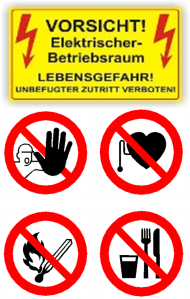 VORSICHT!
Elektrischer-
Betriebsraum
LEBENSGEFAHR!
UNBEFUGTER ZUTRITT VERBOTEN!